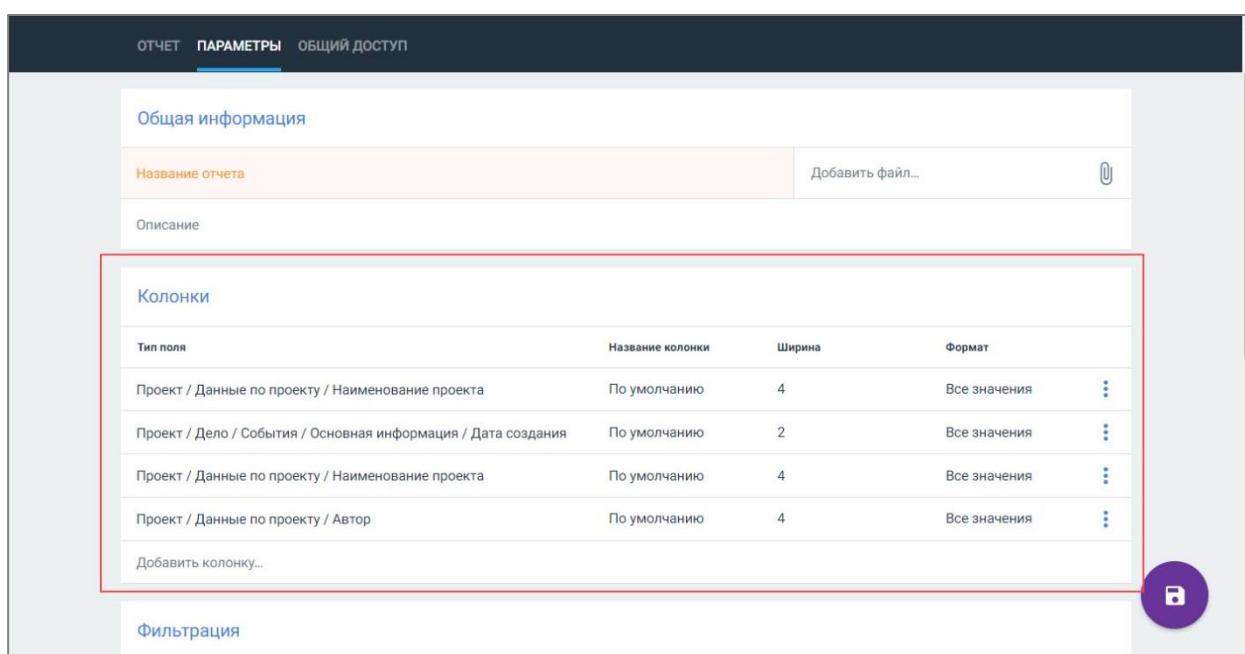 ОТЧЕТ ПАРАМЕТРЫ ОБЩИЙ ДОСТУП
Общая информация
Название отчета Добавить файл...
Описание
Колонки
Тип поля Название колонки Ширина Формат
Проект / Данные по проекту / Наименование проекта По умолчанию 4 Все значения
Проект / Дело / События / Основная информация / Дата создания По умолчанию 2 Все значения
Проект / Данные по проекту / Наименование проекта По умолчанию 4 Все значения
Проект / Данные по проекту / Автор По умолчанию 4 Все значения
Добавить колонку...
Фильтрация